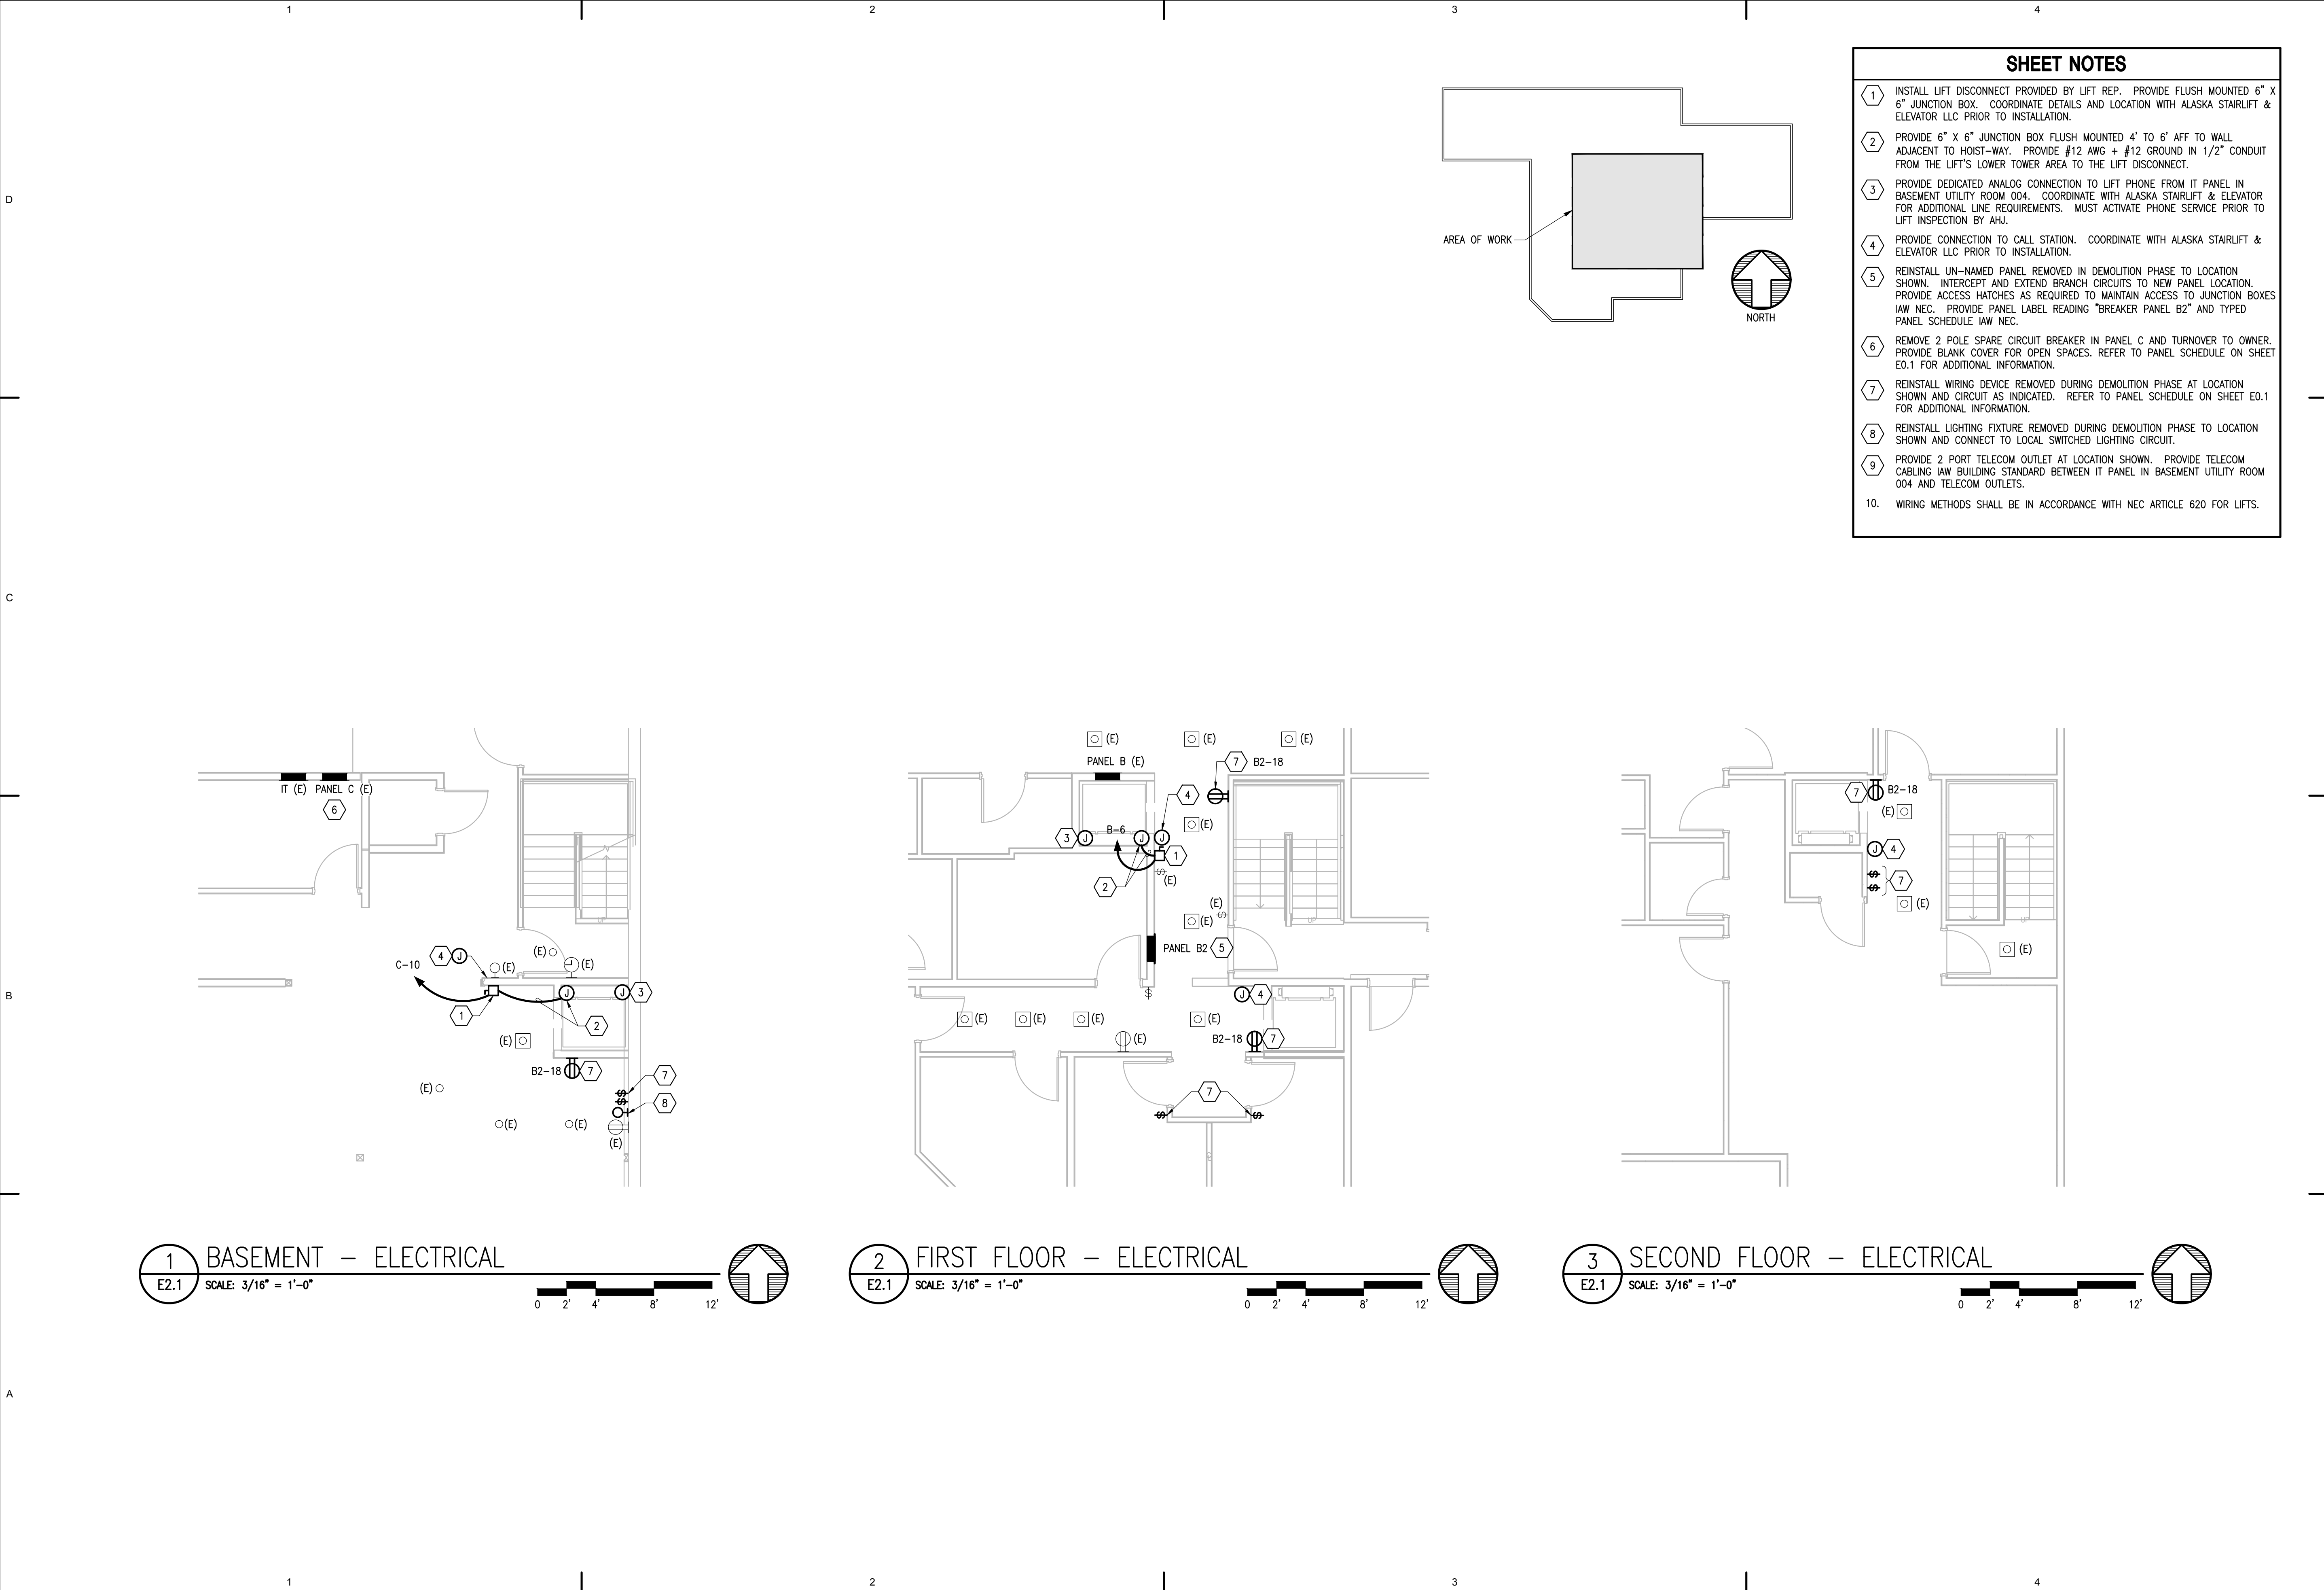 1 2 3 4
D
C
B
A
SHEET NOTES
1 INSTALL LIFT DISCONNECT PROVIDED BY LIFT REP. PROVIDE FLUSH MOUNTED 6" X
6" JUNCTION BOX. COORDINATE DETAILS AND LOCATION WITH ALASKA STAIRLIFT &
ELEVATOR LLC PRIOR TO INSTALLATION.
2 PROVIDE 6" X 6" JUNCTION BOX FLUSH MOUNTED 4' TO 6' AFF TO WALL
ADJACENT TO HOIST-WAY. PROVIDE #12 AWG + #12 GROUND IN 1/2" CONDUIT
FROM THE LIFT'S LOWER TOWER AREA TO THE LIFT DISCONNECT.
3 PROVIDE DEDICATED ANALOG CONNECTION TO LIFT PHONE FROM IT PANEL IN
BASEMENT UTILITY ROOM 004. COORDINATE WITH ALASKA STAIRLIFT & ELEVATOR
FOR ADDITIONAL LINE REQUIREMENTS. MUST ACTIVATE PHONE SERVICE PRIOR TO
LIFT INSPECTION BY AHJ.
4 PROVIDE CONNECTION TO CALL STATION. COORDINATE WITH ALASKA STAIRLIFT &
ELEVATOR LLC PRIOR TO INSTALLATION.
5 REINSTALL UN-NAMED PANEL REMOVED IN DEMOLITION PHASE TO LOCATION
SHOWN. INTERCEPT AND EXTEND BRANCH CIRCUITS TO NEW PANEL LOCATION.
PROVIDE ACCESS HATCHES AS REQUIRED TO MAINTAIN ACCESS TO JUNCTION BOXES
IAW NEC. PROVIDE PANEL LABEL READING "BREAKER PANEL B2" AND TYPED
PANEL SCHEDULE IAW NEC.
6 REMOVE 2 POLE SPARE CIRCUIT BREAKER IN PANEL C AND TURNOVER TO OWNER.
PROVIDE BLANK COVER FOR OPEN SPACES. REFER TO PANEL SCHEDULE ON SHEET
E0.1 FOR ADDITIONAL INFORMATION.
7 REINSTALL WIRING DEVICE REMOVED DURING DEMOLITION PHASE AT LOCATION
SHOWN AND CIRCUIT AS INDICATED. REFER TO PANEL SCHEDULE ON SHEET E0.1
FOR ADDITIONAL INFORMATION.
8 REINSTALL LIGHTING FIXTURE REMOVED DURING DEMOLITION PHASE TO LOCATION
SHOWN AND CONNECT TO LOCAL SWITCHED LIGHTING CIRCUIT.
9 PROVIDE 2 PORT TELECOM OUTLET AT LOCATION SHOWN. PROVIDE TELECOM
CABLING IAW BUILDING STANDARD BETWEEN IT PANEL IN BASEMENT UTILITY ROOM
004 AND TELECOM OUTLETS.
10. WIRING METHODS SHALL BE IN ACCORDANCE WITH NEC ARTICLE 620 FOR LIFTS.
AREA OF WORK
NORTH
IT (E) PANEL C (E)
6
C-10
4 J
(E)
(E)
(E)
J
J 3
1
2
(E)
B2-18 7
7
8
(E)
(E)
(E)
(E)
1 BASEMENT - ELECTRICAL
E2.1 SCALE: 3/16" = 1'-0"
0 2' 4' 8' 12'
(E) (E) (E)
PANEL B (E)
7 B2-18
4
(E)
3 J
B-6
J J
1
2
(E)
(E)
(E)
PANEL B2 5
J 4
(E) (E) (E) (E)
(E)
B2-18 7
7
2 FIRST FLOOR - ELECTRICAL
E2.1 SCALE: 3/16" = 1'-0"
0 2' 4' 8' 12'
7 B2-18
(E)
J 4
7
(E)
(E)
3 SECOND FLOOR - ELECTRICAL
E2.1 SCALE: 3/16" = 1'-0"
0 2' 4' 8' 12'
1 2 3 4